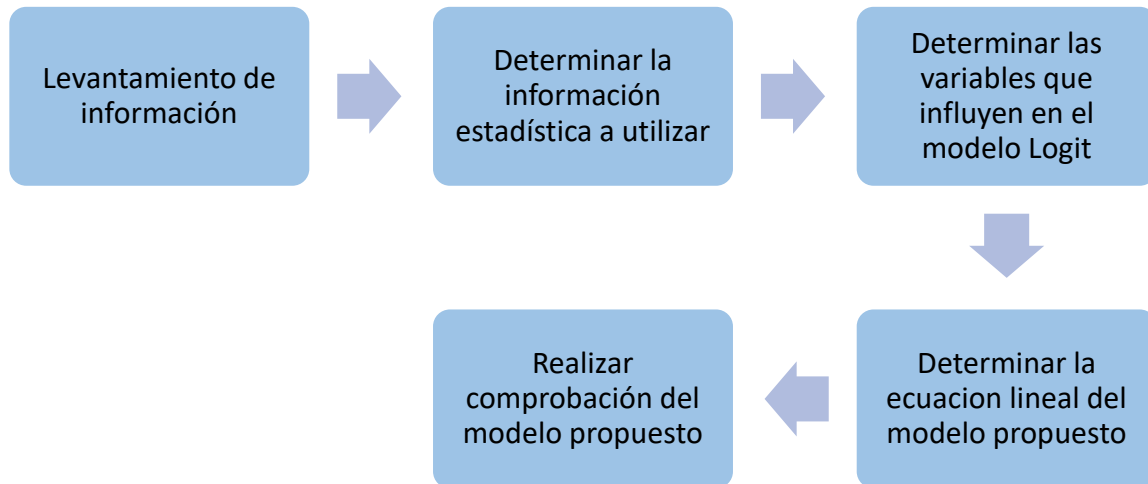 Levantamiento de
información
Determinar la
información
estadística a utilizar
Determinar las
variables que
influyen en el
modelo Logit
Determinar la
ecuacion lineal del
modelo propuesto
Realizar
comprobación del
modelo propuesto